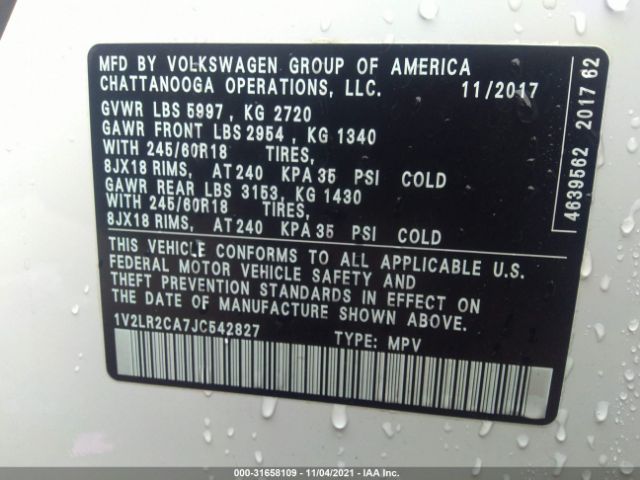 MFD BY VOLKSWAGEN GROUP OF AMERICA
CHATTANOOGA OPERATIONS, LLC. 11/2017
GVWR LBS 5997, KG 2720
GAWR FRONT LBS 2954, KG 1340
WITH 245/60R18 TIRES,
8JX18 RIMS, AT 240 KPA 35 PSI COLD
GAWR REAR LBS 3153, KG 1430
WITH 245/60R18 TIRES,
8JX18 RIMS, AT 240 KPA 35 PSI COLD
THIS VEHICLE CONFORMS TO ALL APPLICABLE U.S.
FEDERAL MOTOR VEHICLE SAFETY AND
THEFT PREVENTION STANDARDS IN EFFECT ON
THE DATE OF MANUFACTURE SHOWN ABOVE.
1V2LR2CA7JC542827 TYPE: MPV
4639562 2017 62
000-31658109 - 11/04/2021 - IAA Inc.